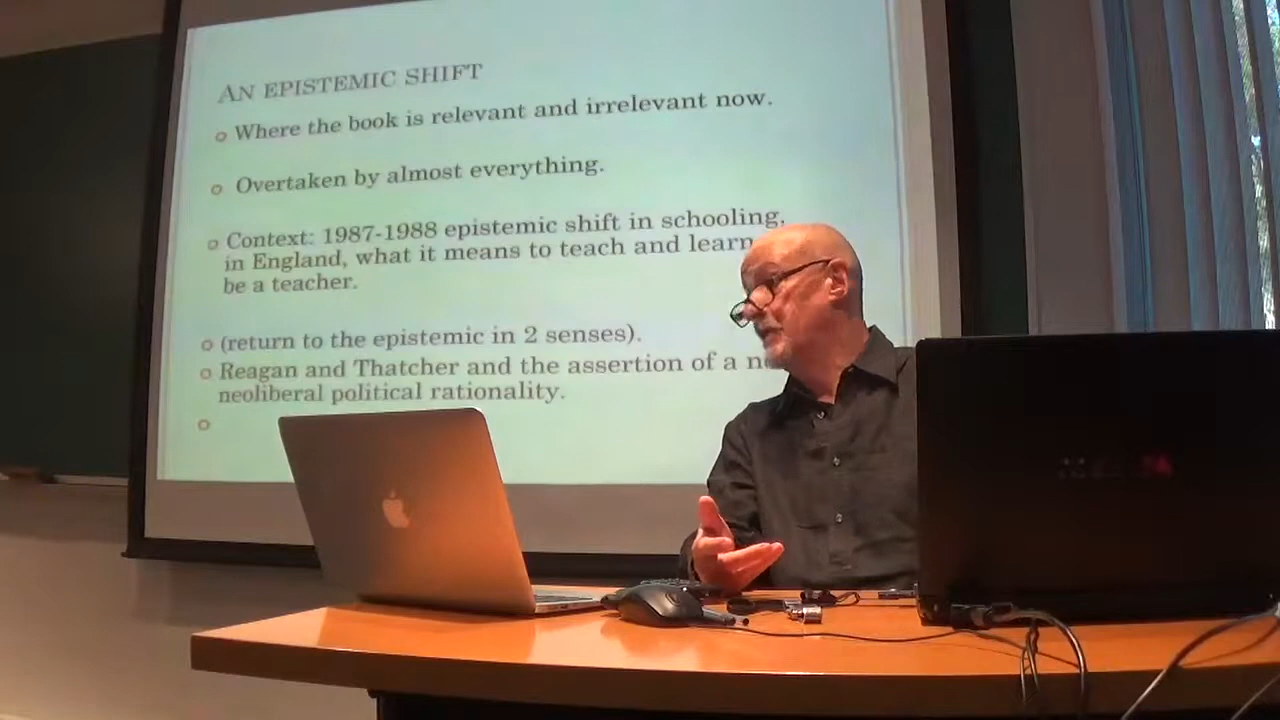 AN EPISTEMIC SHIFT
Where the book is relevant and irrelevant now.
Overtaken by almost everything.
Context: 1987-1988 epistemic shift in schooling,
in England, what it means to teach and learn
be a teacher.
(return to the epistemic in 2 senses).
Reagan and Thatcher and the assertion of a
neoliberal political rationality.